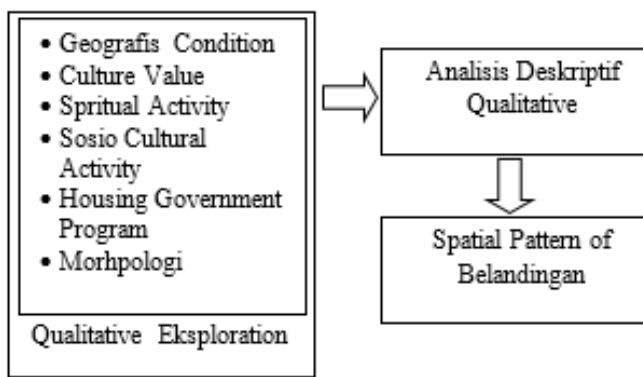 • Geografis Condition
• Culture Value
• Spritual Activity
• Sosio Cultural
Activity
• Housing Government
Program
• Morhpologi
Qualitative Eksploration
Analisis Deskriptif
Qualitative
Spatial Pattern of
Belandingan